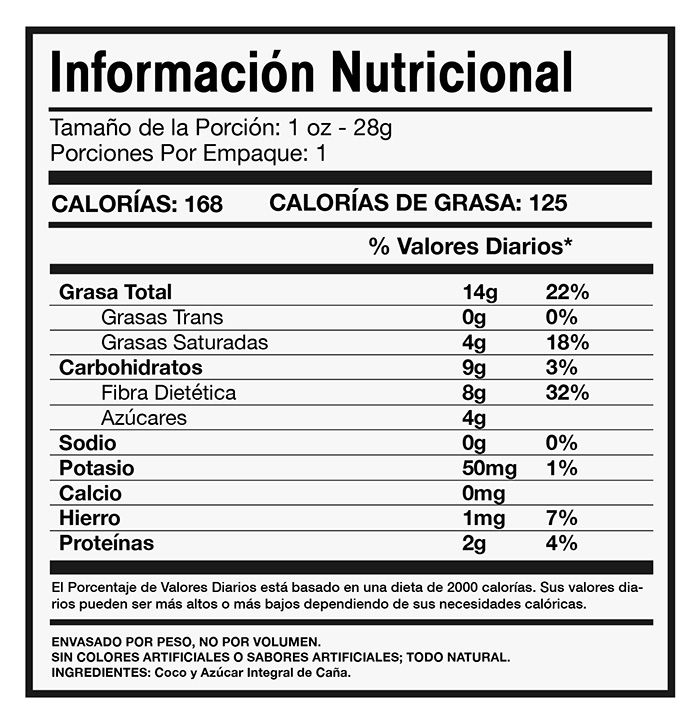 Información Nutricional
Tamaño de la Porción: 1 oz - 28g
Porciones Por Empaque: 1
CALORÍAS: 168 CALORÍAS DE GRASA: 125
% Valores Diarios*
Grasa Total 14g 22%
Grasas Trans 0g 0%
Grasas Saturadas 4g 18%
Carbohidratos 9g 3%
Fibra Dietética 8g 32%
Azúcares 4g
Sodio 0g 0%
Potasio 50mg 1%
Calcio 0mg
Hierro 1mg 7%
Proteínas 2g 4%
El Porcentaje de Valores Diarios está basado en una dieta de 2000 calorías. Sus valores dia-
rios pueden ser más altos o más bajos dependiendo de sus necesidades calóricas.
ENVASADO POR PESO, NO POR VOLUMEN.
SIN COLORES ARTIFICIALES O SABORES ARTIFICIALES; TODO NATURAL.
INGREDIENTES: Coco y Azúcar Integral de Caña.